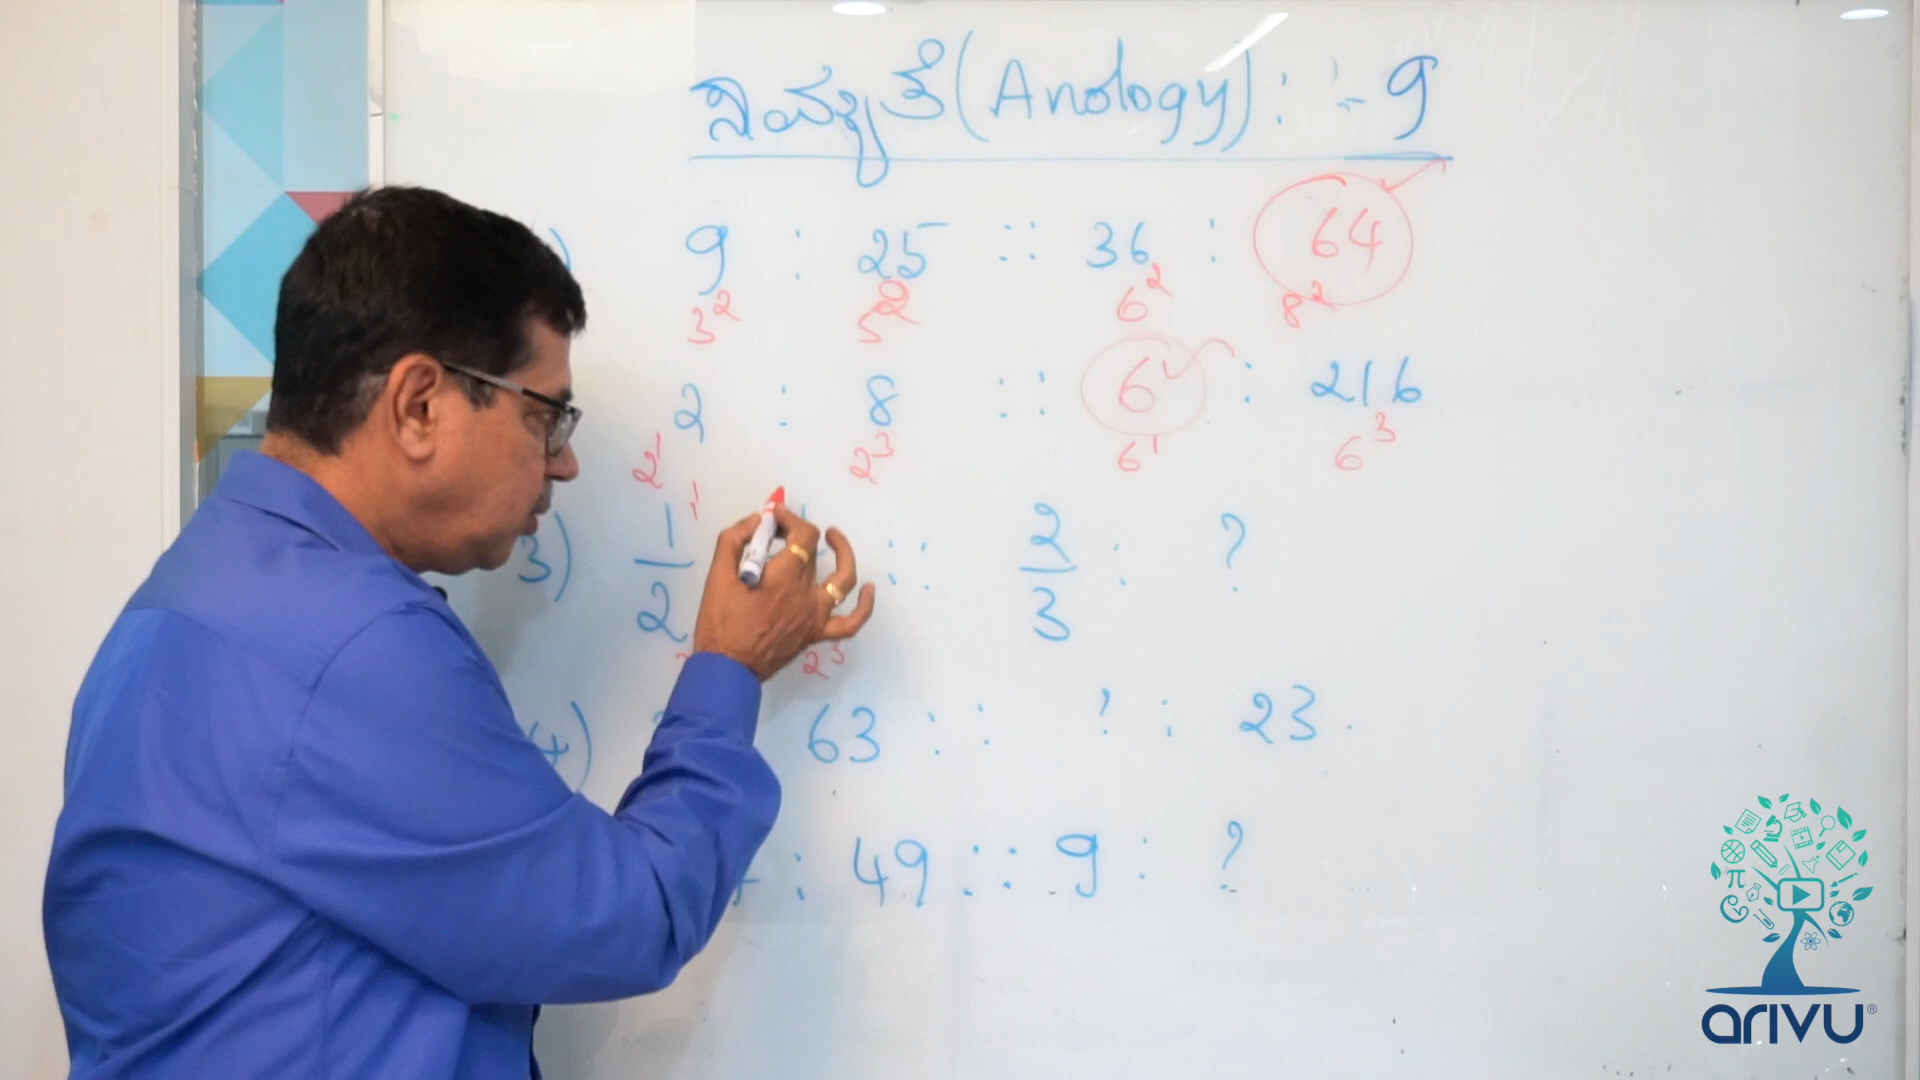 (Anology) : - 9
9 : 25 :: 36 : 64
3² 5² 6² 8²
2 : 8 :: 6 : 216
2¹ 2³ 6¹ 6³
3) 1/2 :: 2/3 : ?
2³
63 :: ? : 23
: 49 :: 9 : ?
arivu®